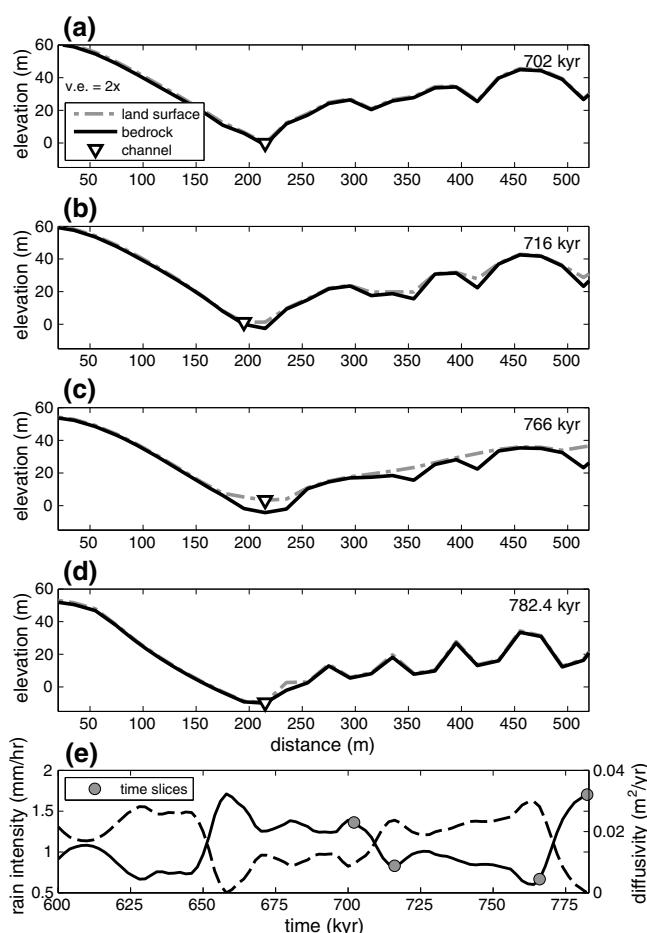 (a)
60
40
20
0
elevation (m)
702 kyr
v.e. = 2x
land surface
bedrock
channel
50 100 150 200 250 300 350 400 450 500
(b)
60
40
20
0
elevation (m)
716 kyr
50 100 150 200 250 300 350 400 450 500
(c)
60
40
20
0
elevation (m)
766 kyr
50 100 150 200 250 300 350 400 450 500
(d)
60
40
20
0
elevation (m)
782.4 kyr
50 100 150 200 250 300 350 400 450 500
distance (m)
(e)
2
1.5
1
0.5
rain intensity (mm/hr)
time slices
0.04
0.02
0
diffusivity (m²/yr)
600 625 650 675 700 725 750 775
time (kyr)